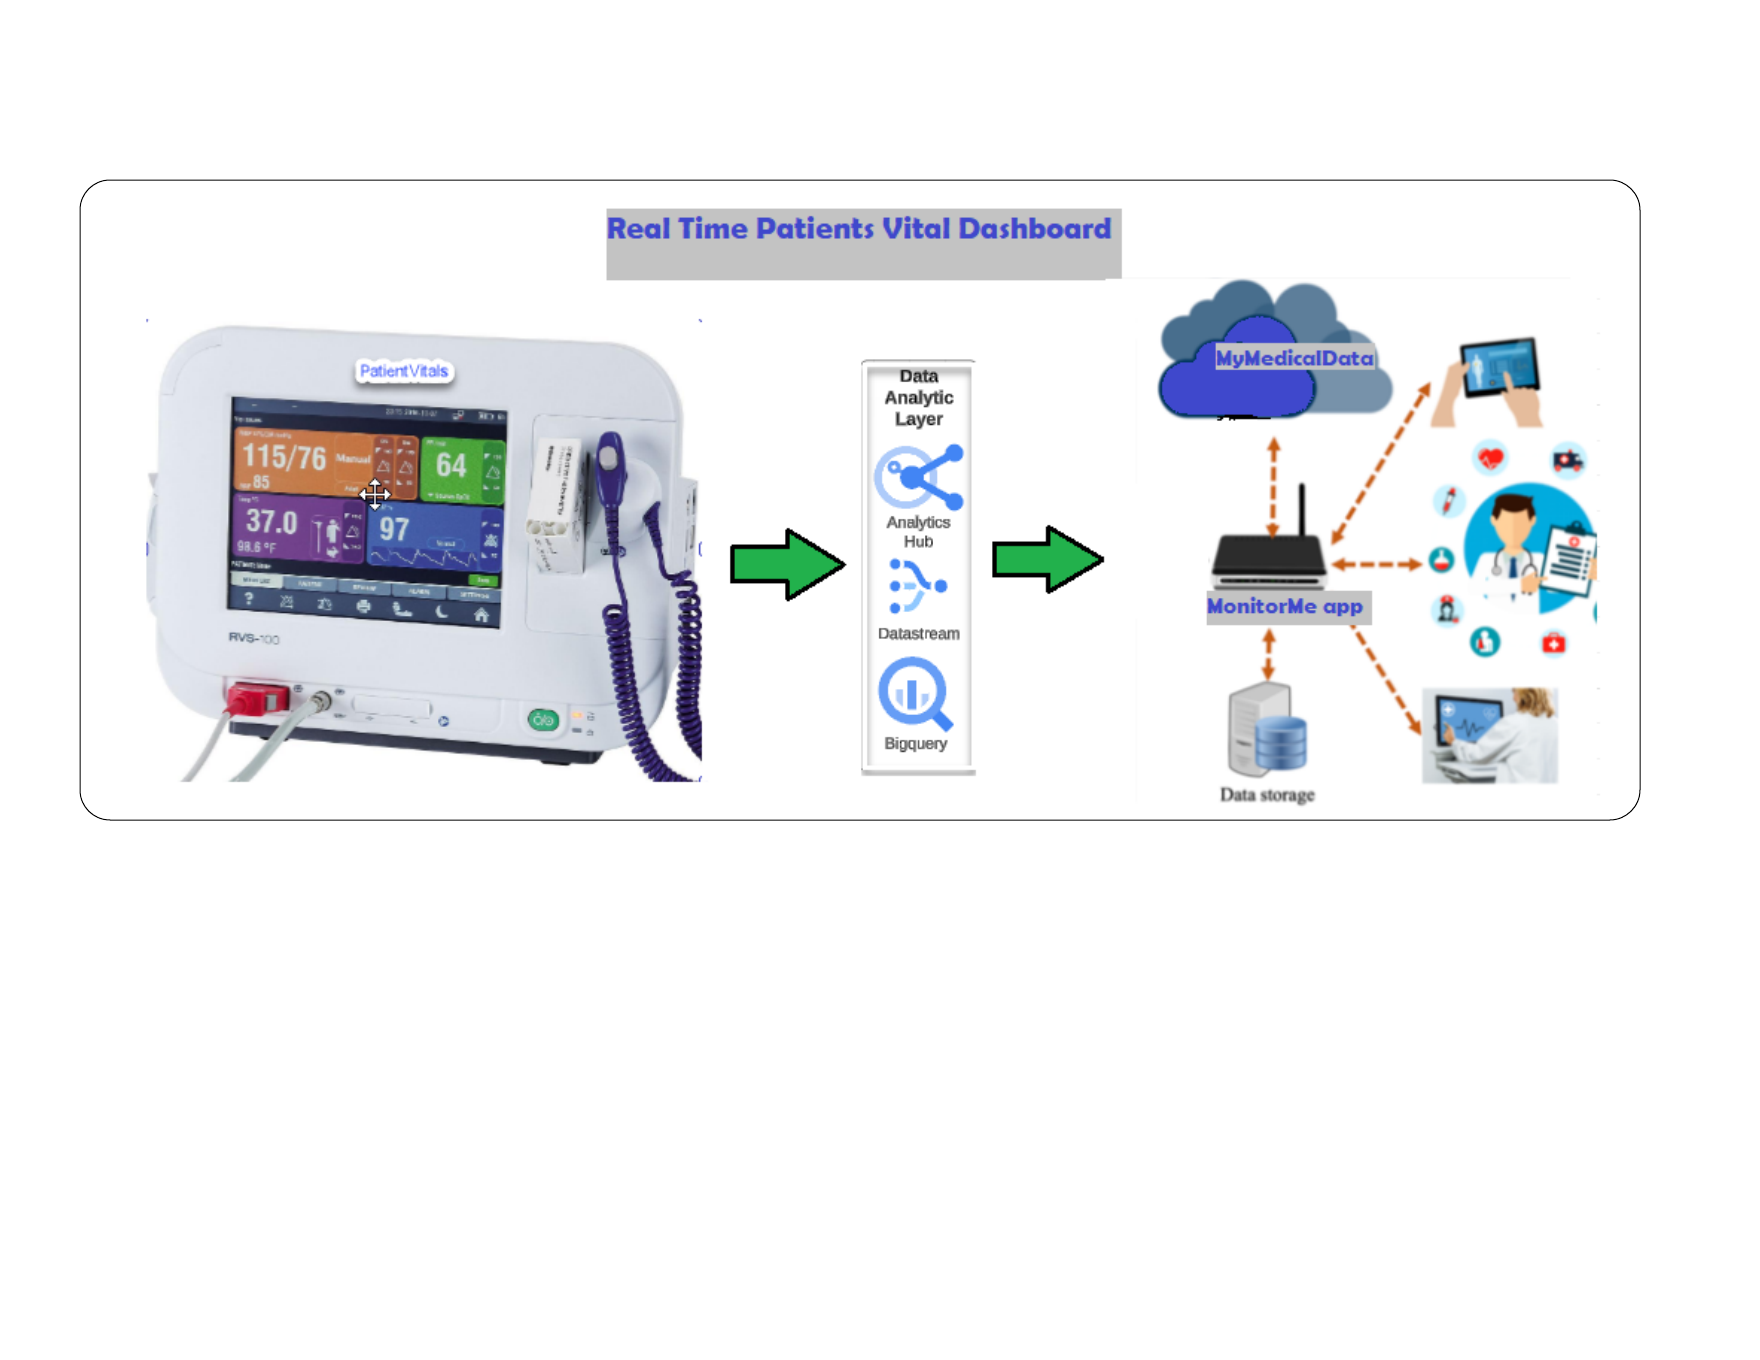 Real Time Patients Vital Dashboard
PatientVitals
115/76
Manual
85
64
37.0
98.6 °F
97
RVS-100
Data
Analytic
Layer
Analytics
Hub
Datastream
Bigquery
MyMedicalData
MonitorMe app
Data storage